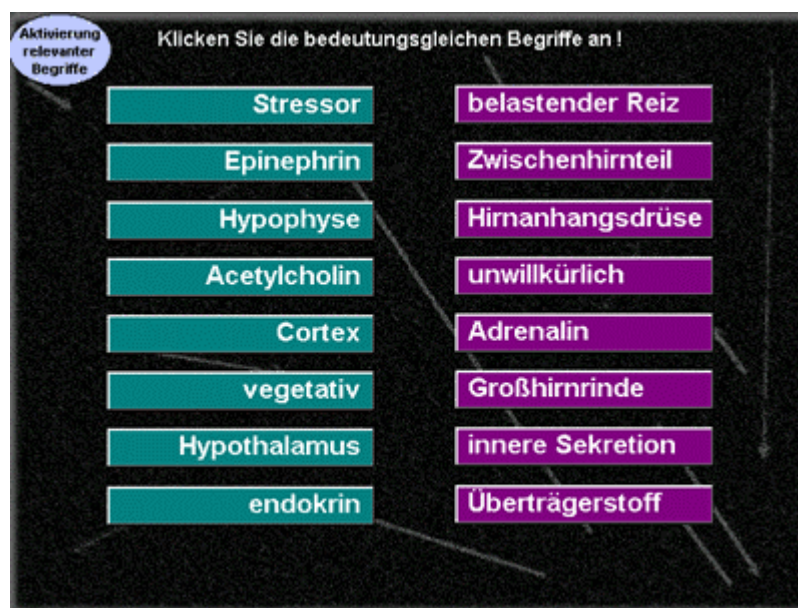 Aktivierung
relevanter
Begriffe
Klicken Sie die bedeutungsgleichen Begriffe an !
Stressor
belastender Reiz
Epinephrin
Zwischenhirnteil
Hypophyse
Hirnanhangsdrüse
Acetylcholin
unwillkürlich
Cortex
Adrenalin
vegetativ
Großhirnrinde
Hypothalamus
innere Sekretion
endokrin
Überträgerstoff